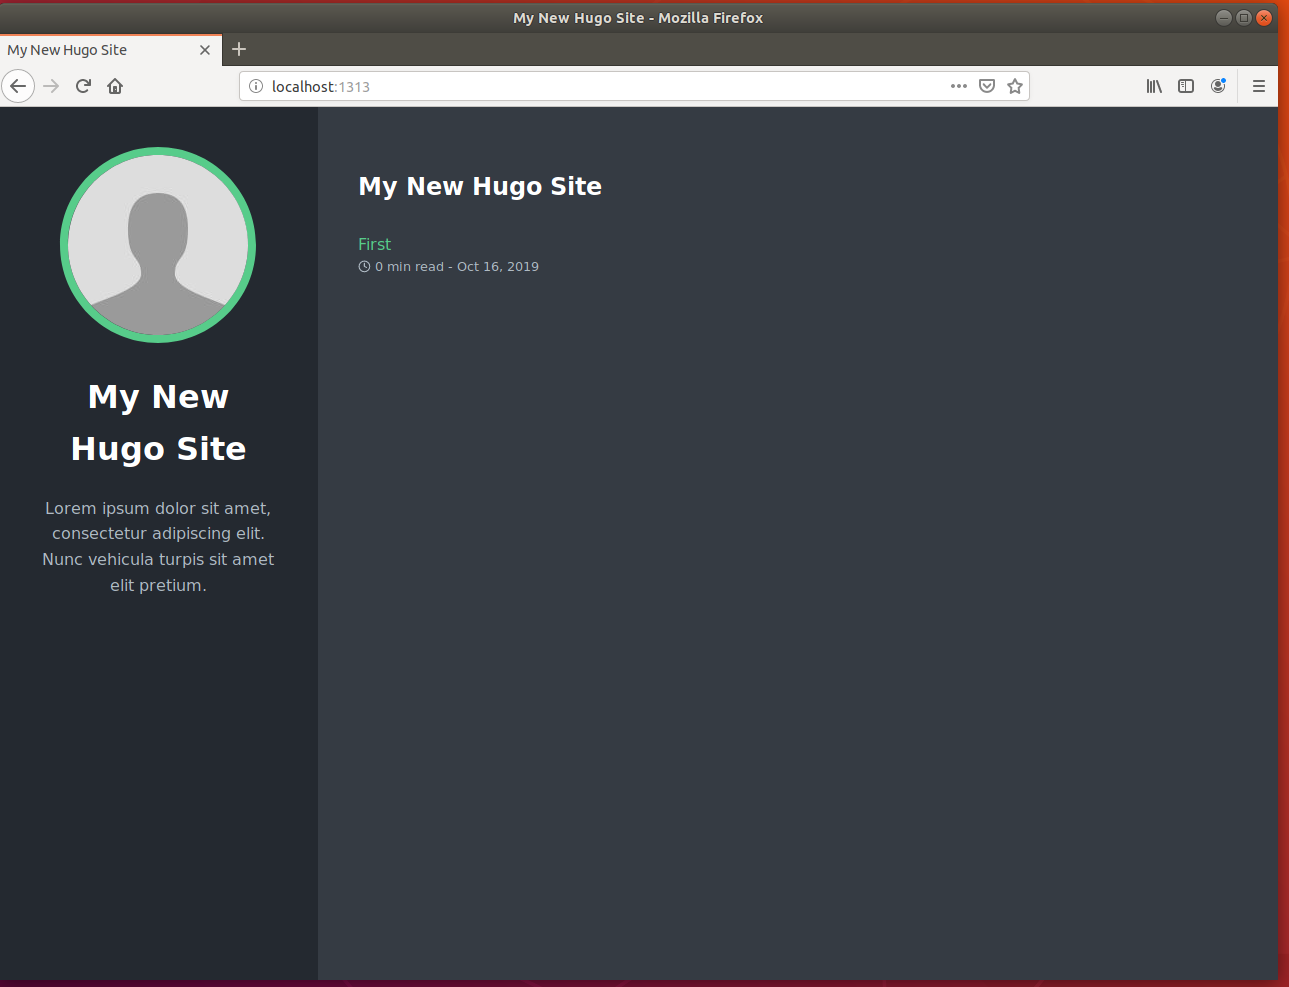 My New Hugo Site - Mozilla Firefox
My New Hugo Site
localhost:1313
My New
Hugo Site
Lorem ipsum dolor sit amet,
consectetur adipiscing elit.
Nunc vehicula turpis sit amet
elit pretium.
My New Hugo Site
First
0 min read - Oct 16, 2019